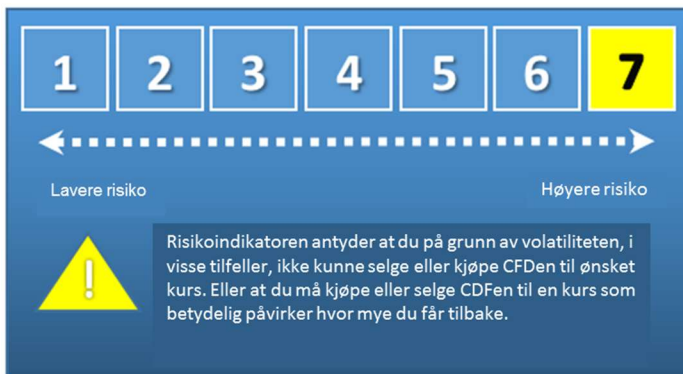 1 2 3 4 5 6 7
Lavere risiko Høyere risiko
!
Risikoindikatoren antyder at du på grunn av volatiliteten, i
visse tilfeller, ikke kunne selge eller kjøpe CFDen til ønsket
kurs. Eller at du må kjøpe eller selge CDFen til en kurs som
betydelig påvirker hvor mye du får tilbake.